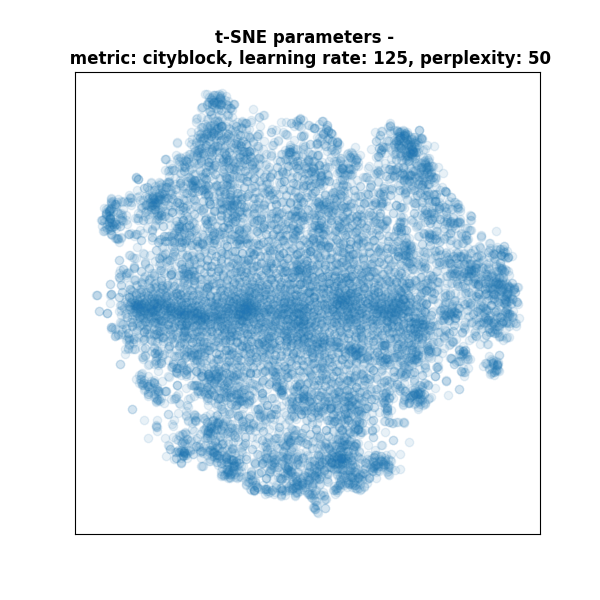 t-SNE parameters -
metric: cityblock, learning rate: 125, perplexity: 50